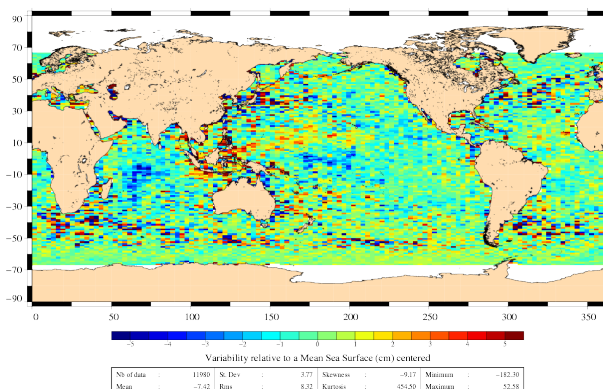 90
70
50
30
10
−10
−30
−50
−70
−90
0 50 100 150 200 250 300 350
−5 −4 −3 −2 −1 0 1 2 3 4 5
Variability relative to a Mean Sea Surface (cm) centered
Nb of data : 11980 St. Dev : 3.77 Skewness : −9.17 Minimum : −182.30
Mean : −7.42 Rms : 8.32 Kurtosis : 454.50 Maximum : 52.58